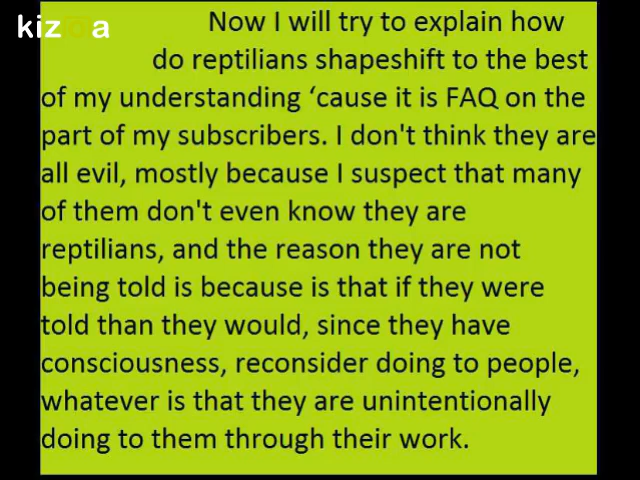 kizoa
Now I will try to explain how
do reptilians shapeshift to the best
of my understanding ‘cause it is FAQ on the
part of my subscribers. I don't think they are
all evil, mostly because I suspect that many
of them don't even know they are
reptilians, and the reason they are not
being told is because is that if they were
told than they would, since they have
consciousness, reconsider doing to people,
whatever is that they are unintentionally
doing to them through their work.